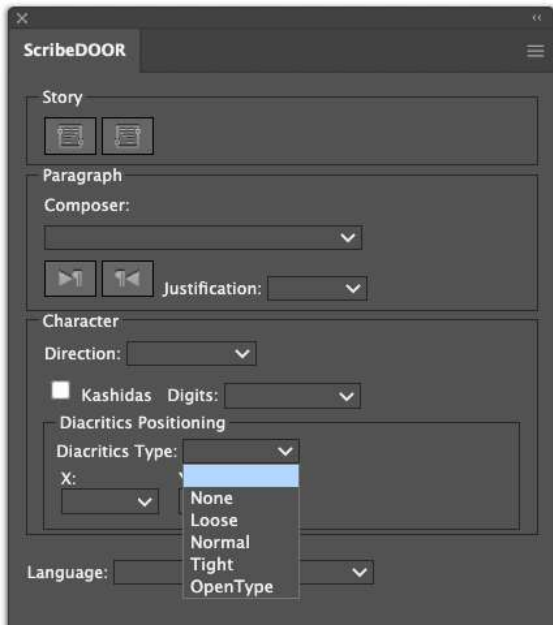 ScribeDOOR
Story
Paragraph
Composer:
Justification:
Character
Direction:
Kashidas Digits:
Diacritics Positioning
Diacritics Type:
X:
None
Loose
Normal
Tight
OpenType
Language: